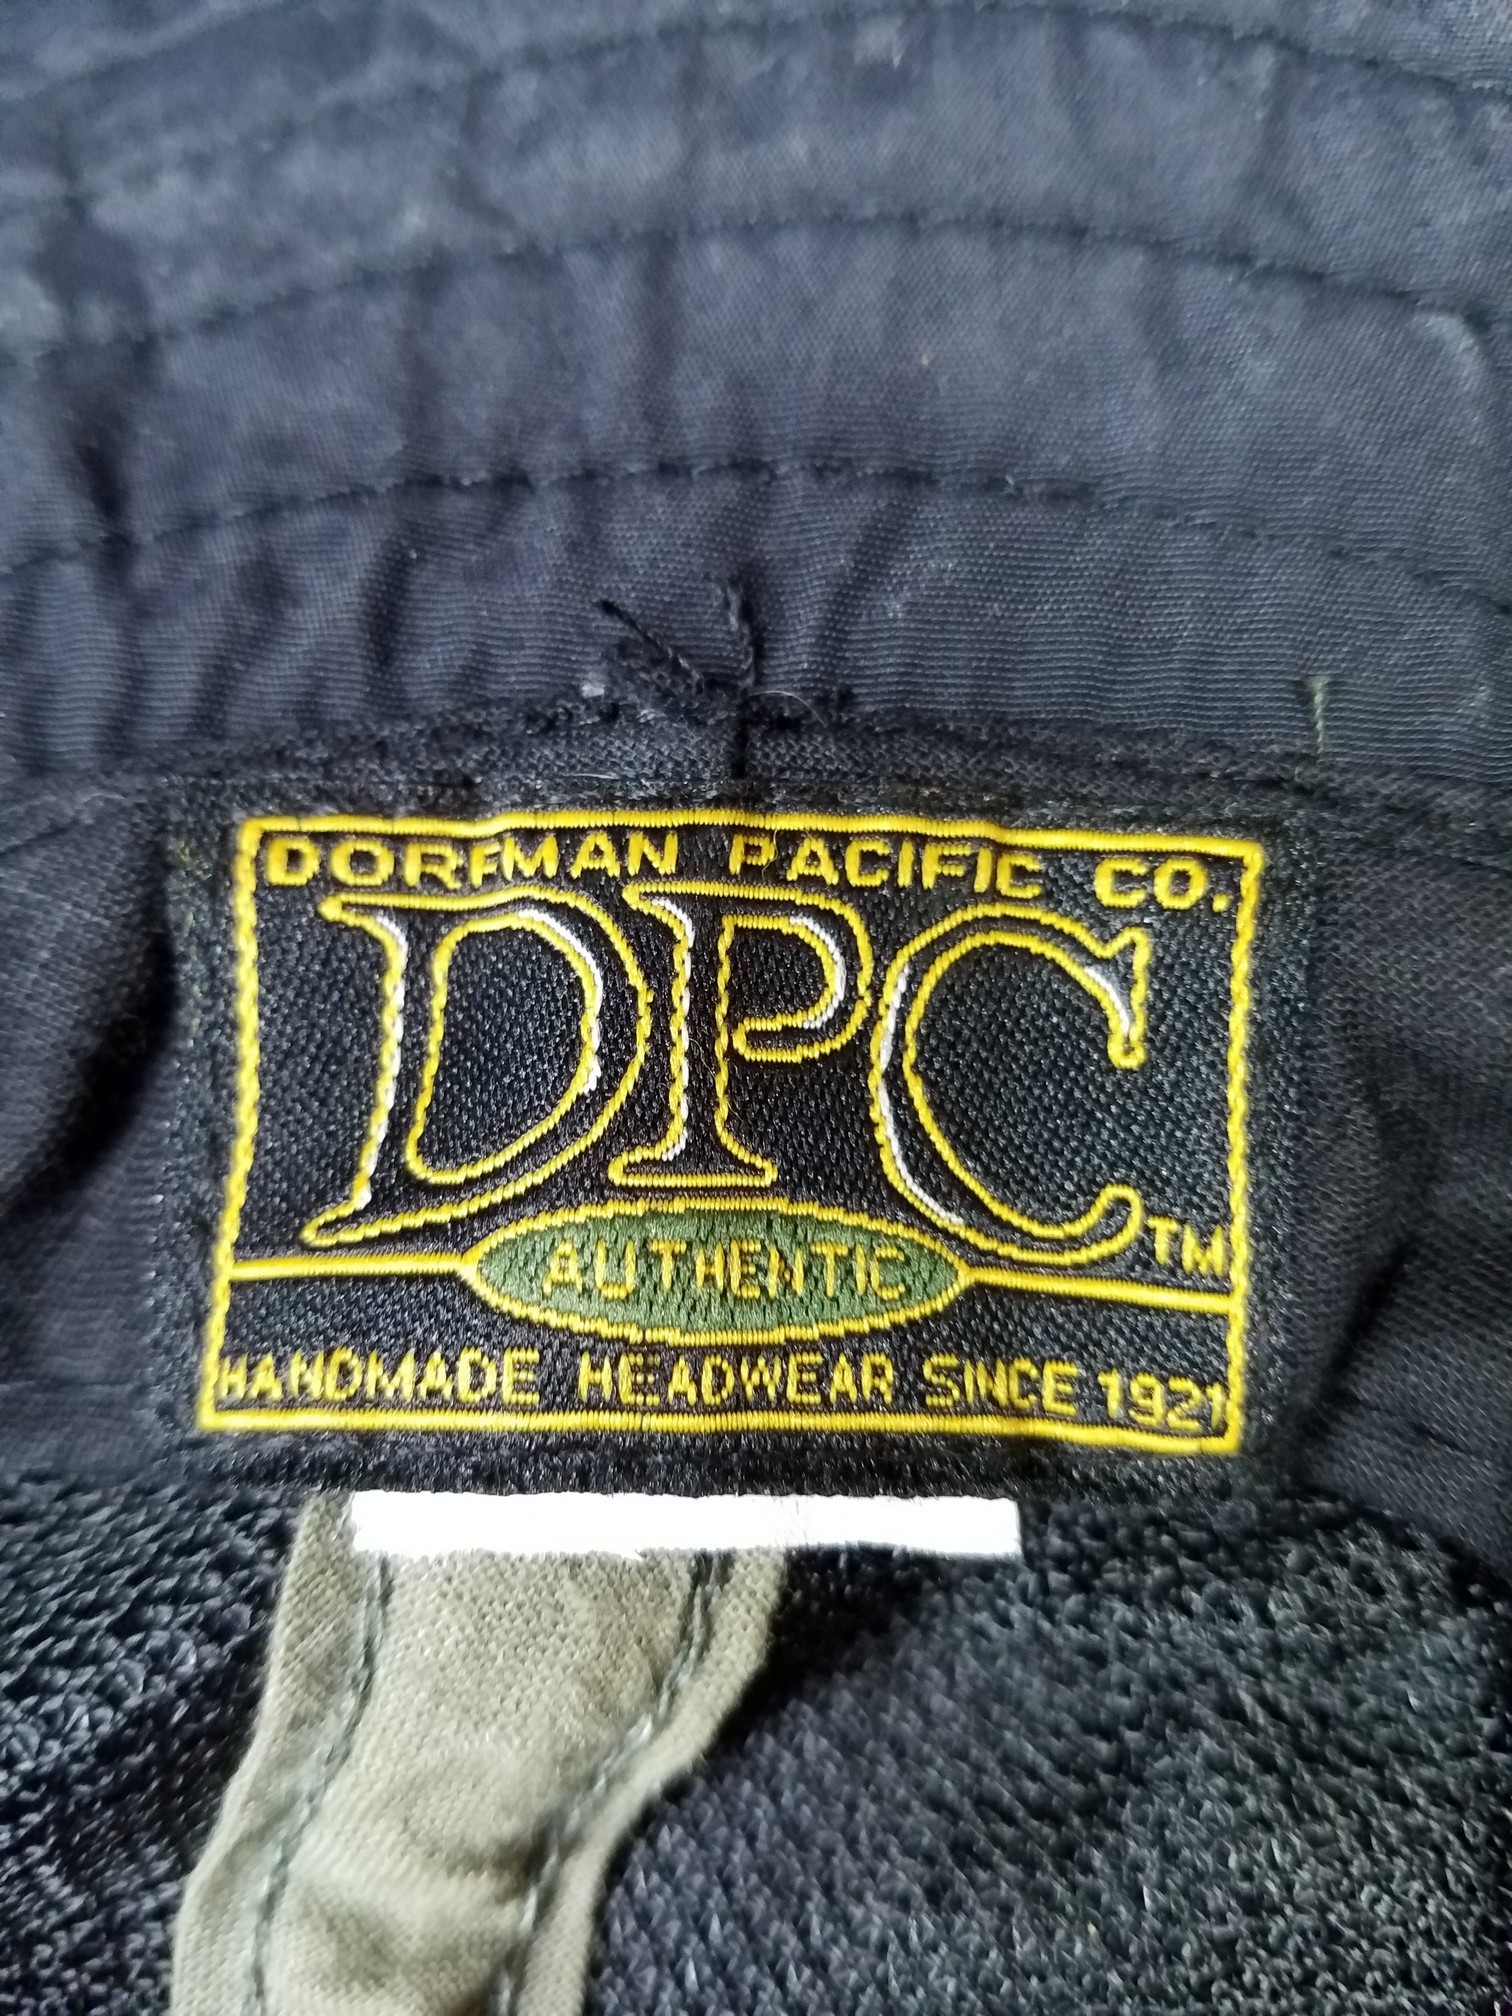 DORFMAN PACIFIC CO.
DPC TM
AUTHENTIC
HANDMADE HEADWEAR SINCE 1921